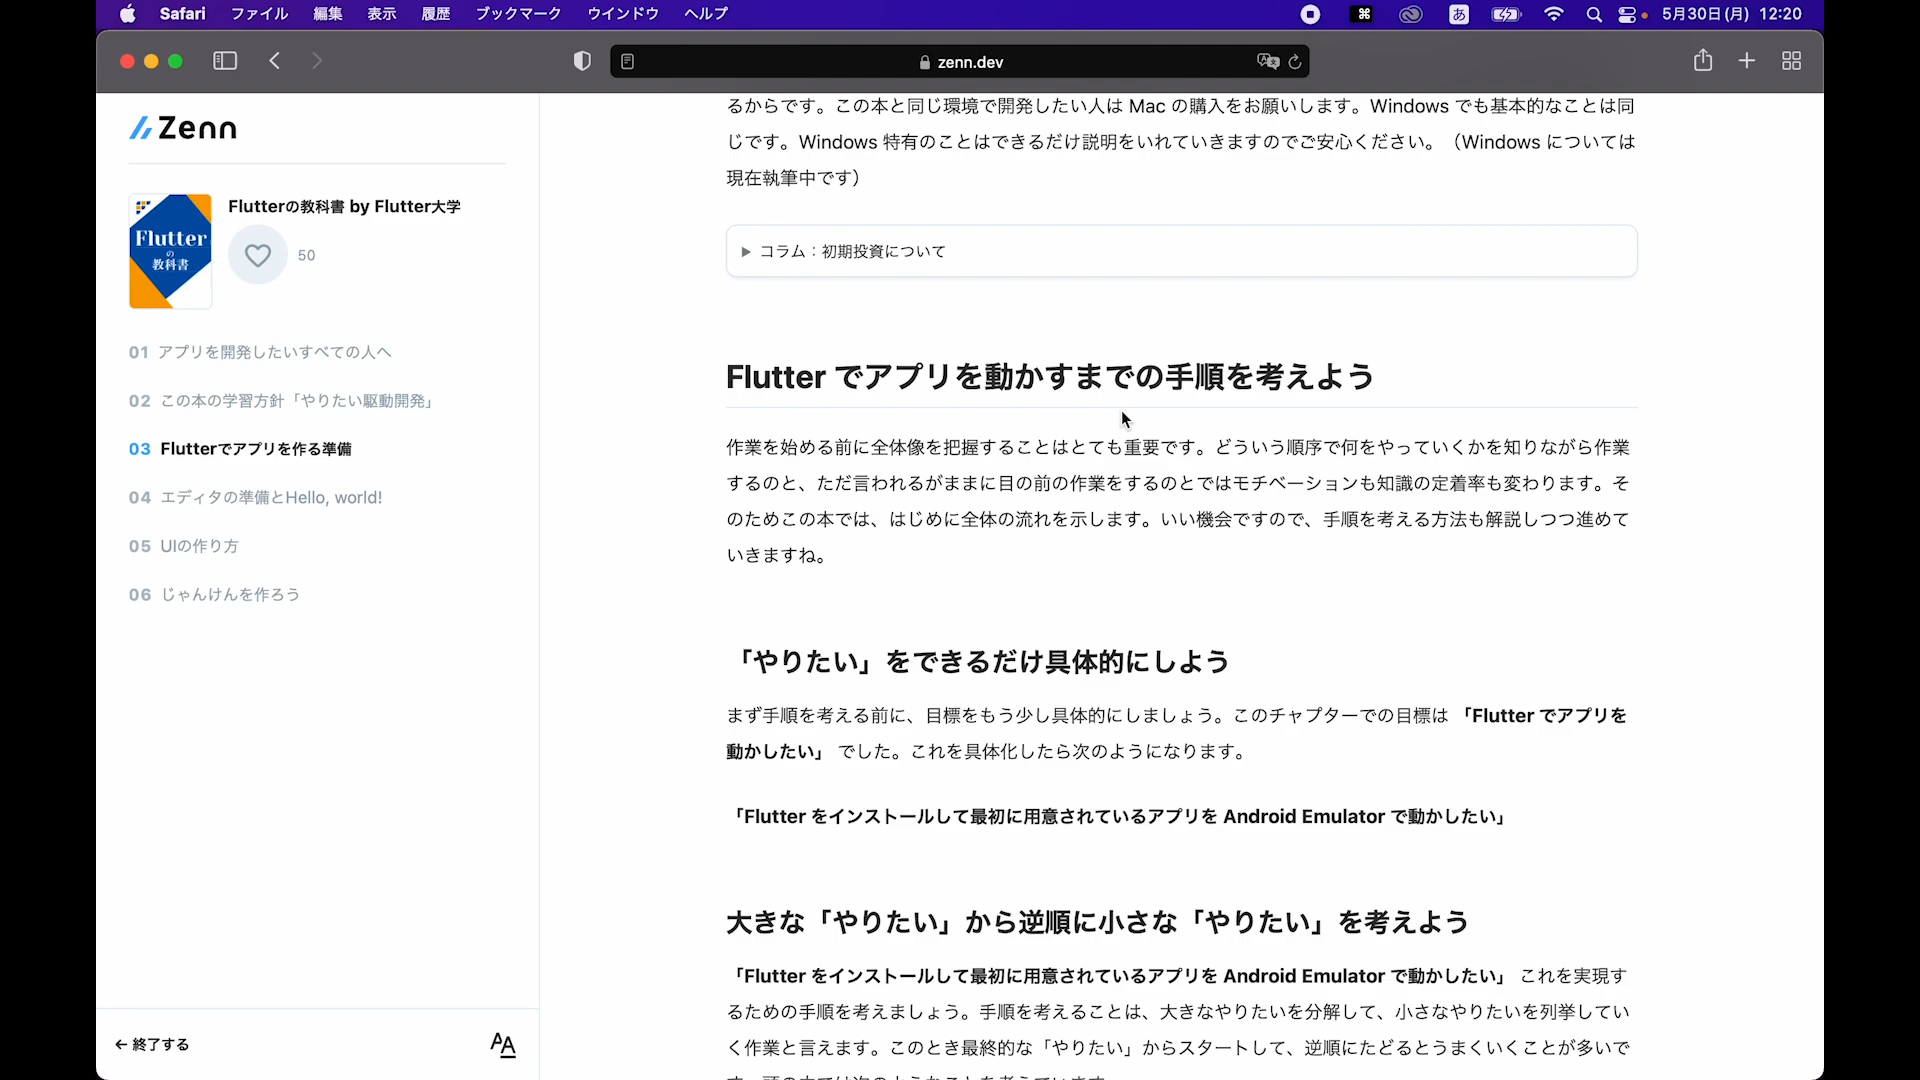 Safari ファイル 編集 表示 履歴 ブックマーク ウインドウ ヘルプ あ 5月30日(月) 12:20
zenn.dev
Zenn
Flutterの教科書 by Flutter大学
50
Flutter
の
教科書
01 アプリを開発したいすべての人へ
02 この本の学習方針「やりたい駆動開発」
03 Flutterでアプリを作る準備
04 エディタの準備とHello, world!
05 UIの作り方
06 じゃんけんを作ろう
← 終了する
るからです。この本と同じ環境で開発したい人は Mac の購入をお願いします。Windows でも基本的なことは同
じです。Windows 特有のことはできるだけ説明をいれていきますのでご安心ください。（Windows については
現在執筆中です）
▶ コラム：初期投資について
Flutter でアプリを動かすまでの手順を考えよう
作業を始める前に全体像を把握することはとても重要です。どういう順序で何をやっていくかを知りながら作業
するのと、ただ言われるがままに目の前の作業をするのとではモチベーションも知識の定着率も変わります。そ
のためこの本では、はじめに全体の流れを示します。いい機会ですので、手順を考える方法も解説しつつ進めて
いきますね。
「やりたい」をできるだけ具体的にしよう
まず手順を考える前に、目標をもう少し具体的にしましょう。このチャプターでの目標は「Flutter でアプリを
動かしたい」でした。これを具体化したら次のようになります。
「Flutter をインストールして最初に用意されているアプリを Android Emulator で動かしたい」
大きな「やりたい」から逆順に小さな「やりたい」を考えよう
「Flutter をインストールして最初に用意されているアプリを Android Emulator で動かしたい」これを実現す
るための手順を考えましょう。手順を考えることは、大きなやりたいを分解して、小さなやりたいを列挙してい
く作業と言えます。このとき最終的な「やりたい」からスタートして、逆順にたどるとうまくいくことが多いで